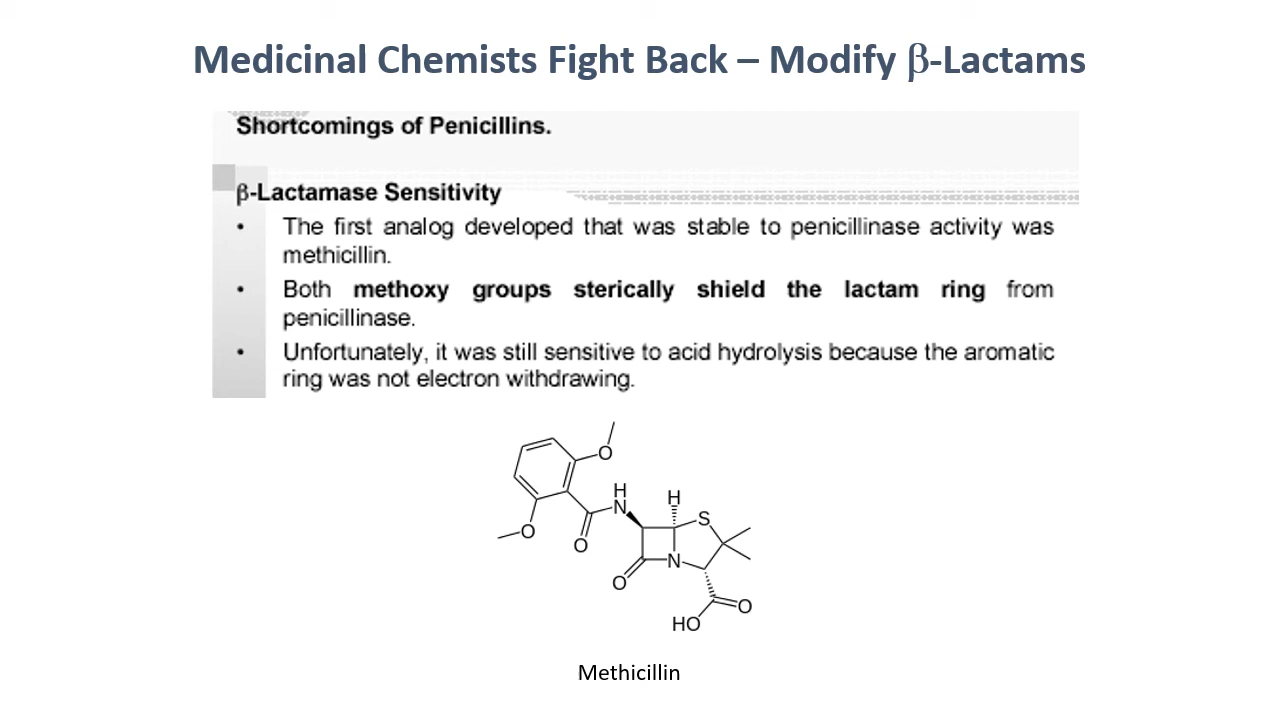 Medicinal Chemists Fight Back – Modify β-Lactams
Shortcomings of Penicillins.
β-Lactamase Sensitivity
• The first analog developed that was stable to penicillinase activity was
methicillin.
• Both methoxy groups sterically shield the lactam ring from
penicillinase.
• Unfortunately, it was still sensitive to acid hydrolysis because the aromatic
ring was not electron withdrawing.
O
H
N
H
S
O
O
N
O
O
HO
Methicillin